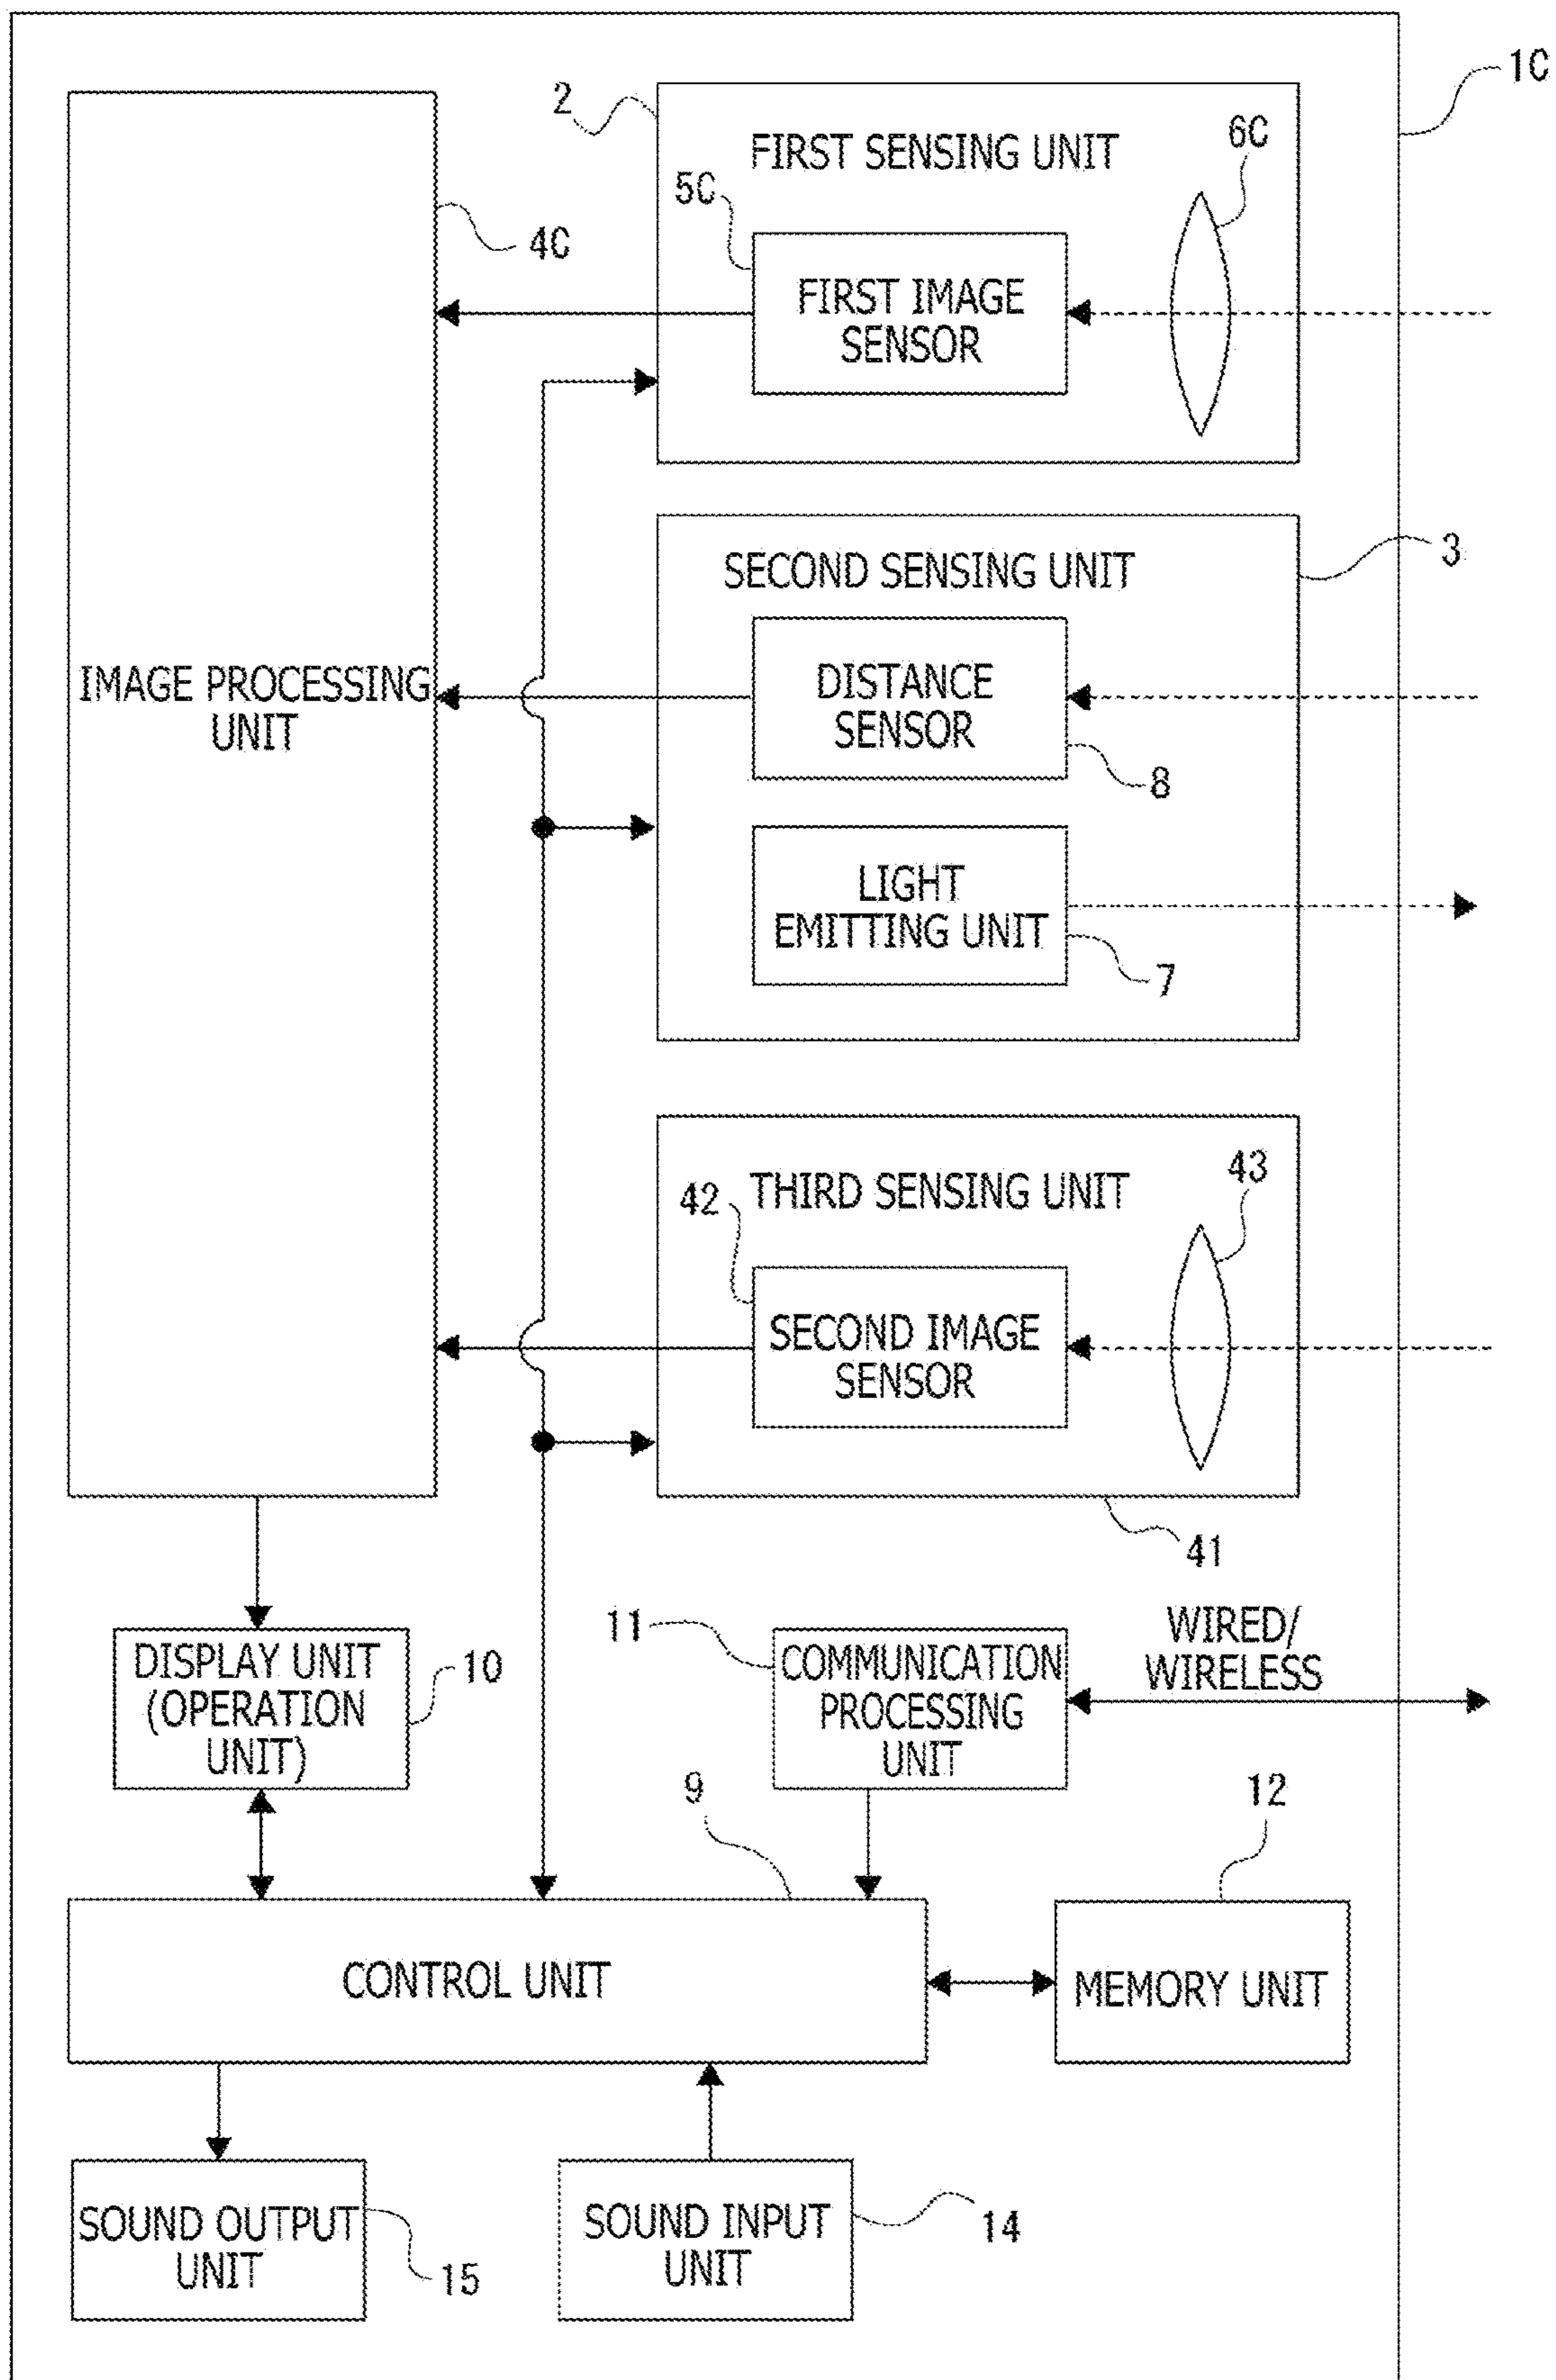 1C
2
FIRST SENSING UNIT
6C
5C
4C
FIRST IMAGE
SENSOR
3
SECOND SENSING UNIT
IMAGE PROCESSING
UNIT
DISTANCE
SENSOR
8
LIGHT
EMITTING UNIT
7
THIRD SENSING UNIT
43
42
SECOND IMAGE
SENSOR
41
DISPLAY UNIT
(OPERATION
UNIT)
10
11
COMMUNICATION
PROCESSING
UNIT
WIRED/
WIRELESS
9
12
CONTROL UNIT
MEMORY UNIT
SOUND OUTPUT
UNIT
15
SOUND INPUT
UNIT
14